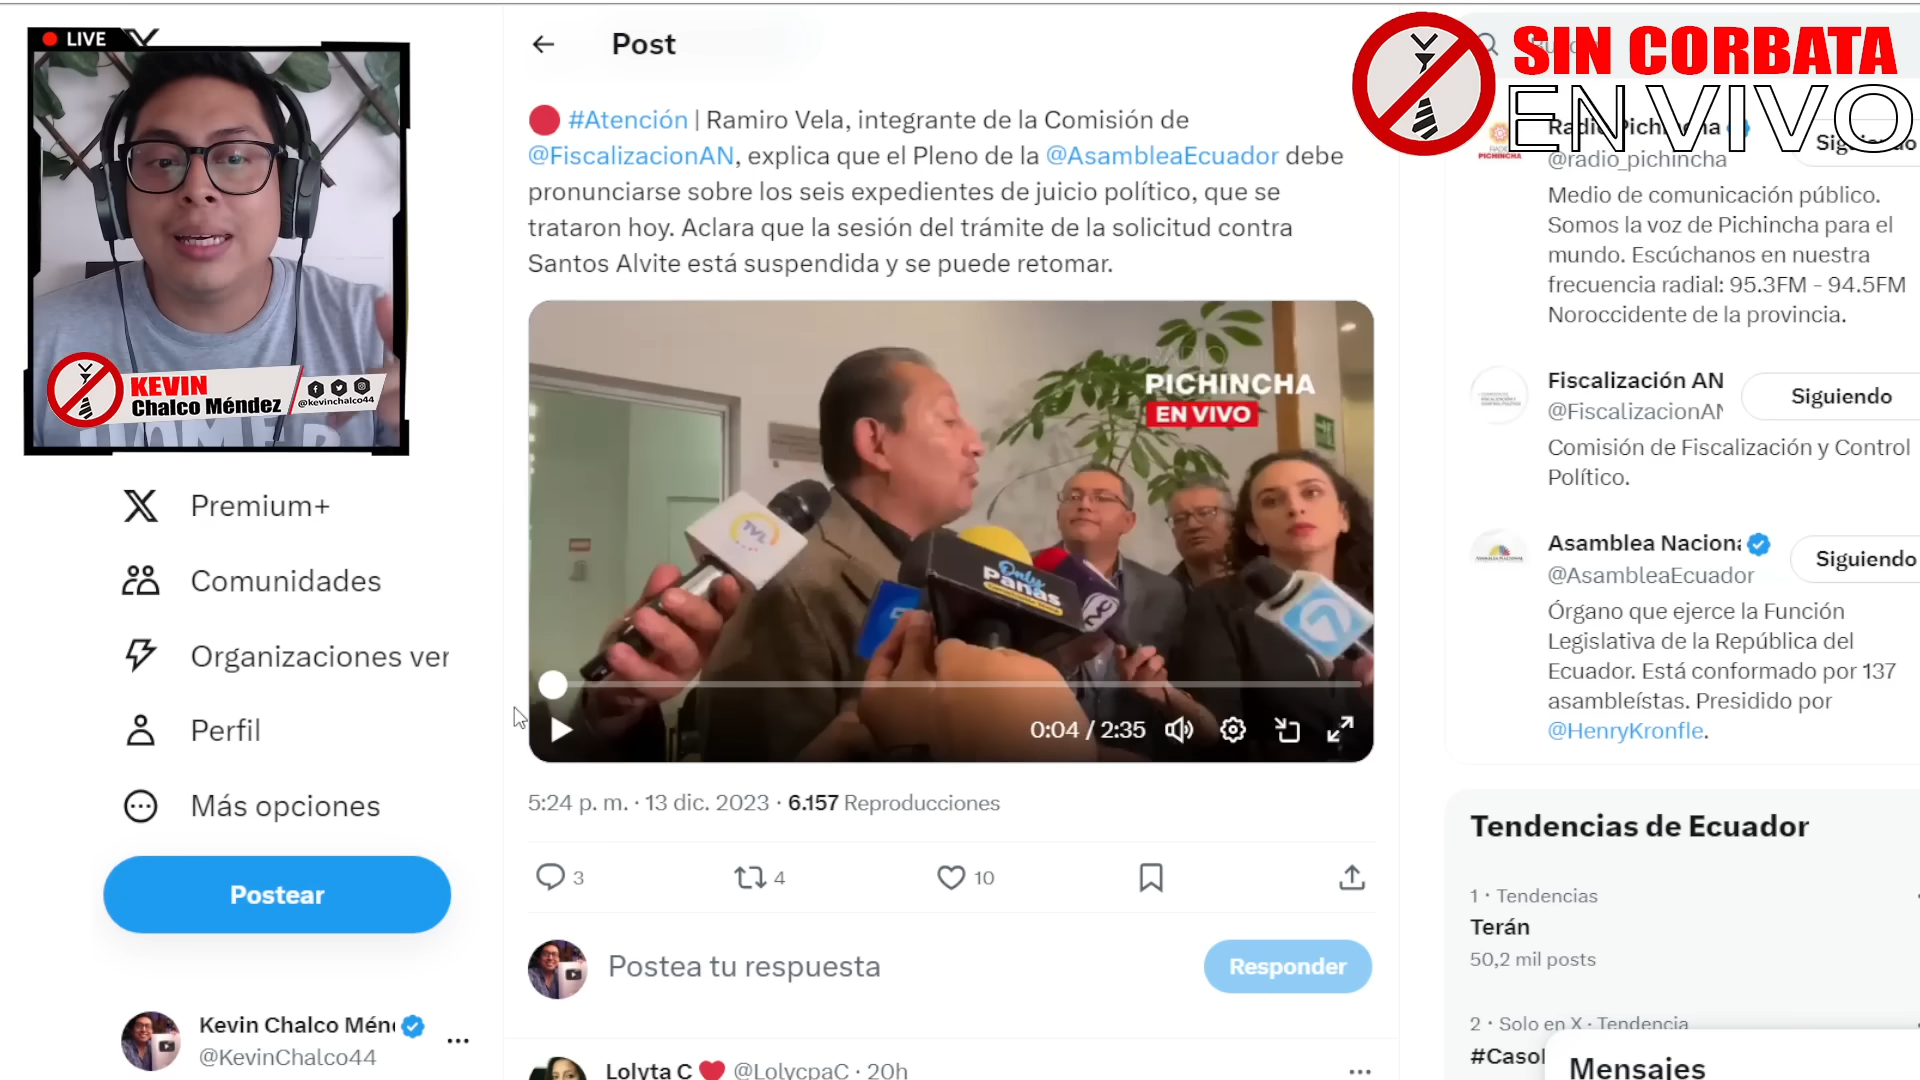 LIVE
KEVIN
Chalco Méndez
@kevinchalco44
Premium+
Comunidades
Organizaciones ver
Perfil
Más opciones
Postear
Kevin Chalco Mén
@KevinChalco44
Post
#Atención | Ramiro Vela, integrante de la Comisión de
@FiscalizacionAN, explica que el Pleno de la @AsambleaEcuador debe
pronunciarse sobre los seis expedientes de juicio político, que se
trataron hoy. Aclara que la sesión del trámite de la solicitud contra
Santos Alvite está suspendida y se puede retomar.
PICHINCHA
EN VIVO
TVL
Only
Panas
7
0:04 / 2:35
5:24 p. m. · 13 dic. 2023 · 6.157 Reproducciones
3
4
10
Postea tu respuesta
Responder
Lolyta C @LolycpaC · 20h
SIN CORBATA
EN VIVO
Radio Pichincha
@radio_pichincha
PICHINCHA
Medio de comunicación público.
Somos la voz de Pichincha para el
mundo. Escúchanos en nuestra
frecuencia radial: 95.3FM - 94.5FM
Noroccidente de la provincia.
Fiscalización AN
@FiscalizacionAN
Siguiendo
Comisión de Fiscalización y Control
Político.
Asamblea Nacion
@AsambleaEcuador
Siguiendo
Órgano que ejerce la Función
Legislativa de la República del
Ecuador. Está conformado por 137
asambleístas. Presidido por
@HenryKronfle.
Tendencias de Ecuador
1 · Tendencias
Terán
50,2 mil posts
2 · Solo en X · Tendencia
#Caso
Mensajes